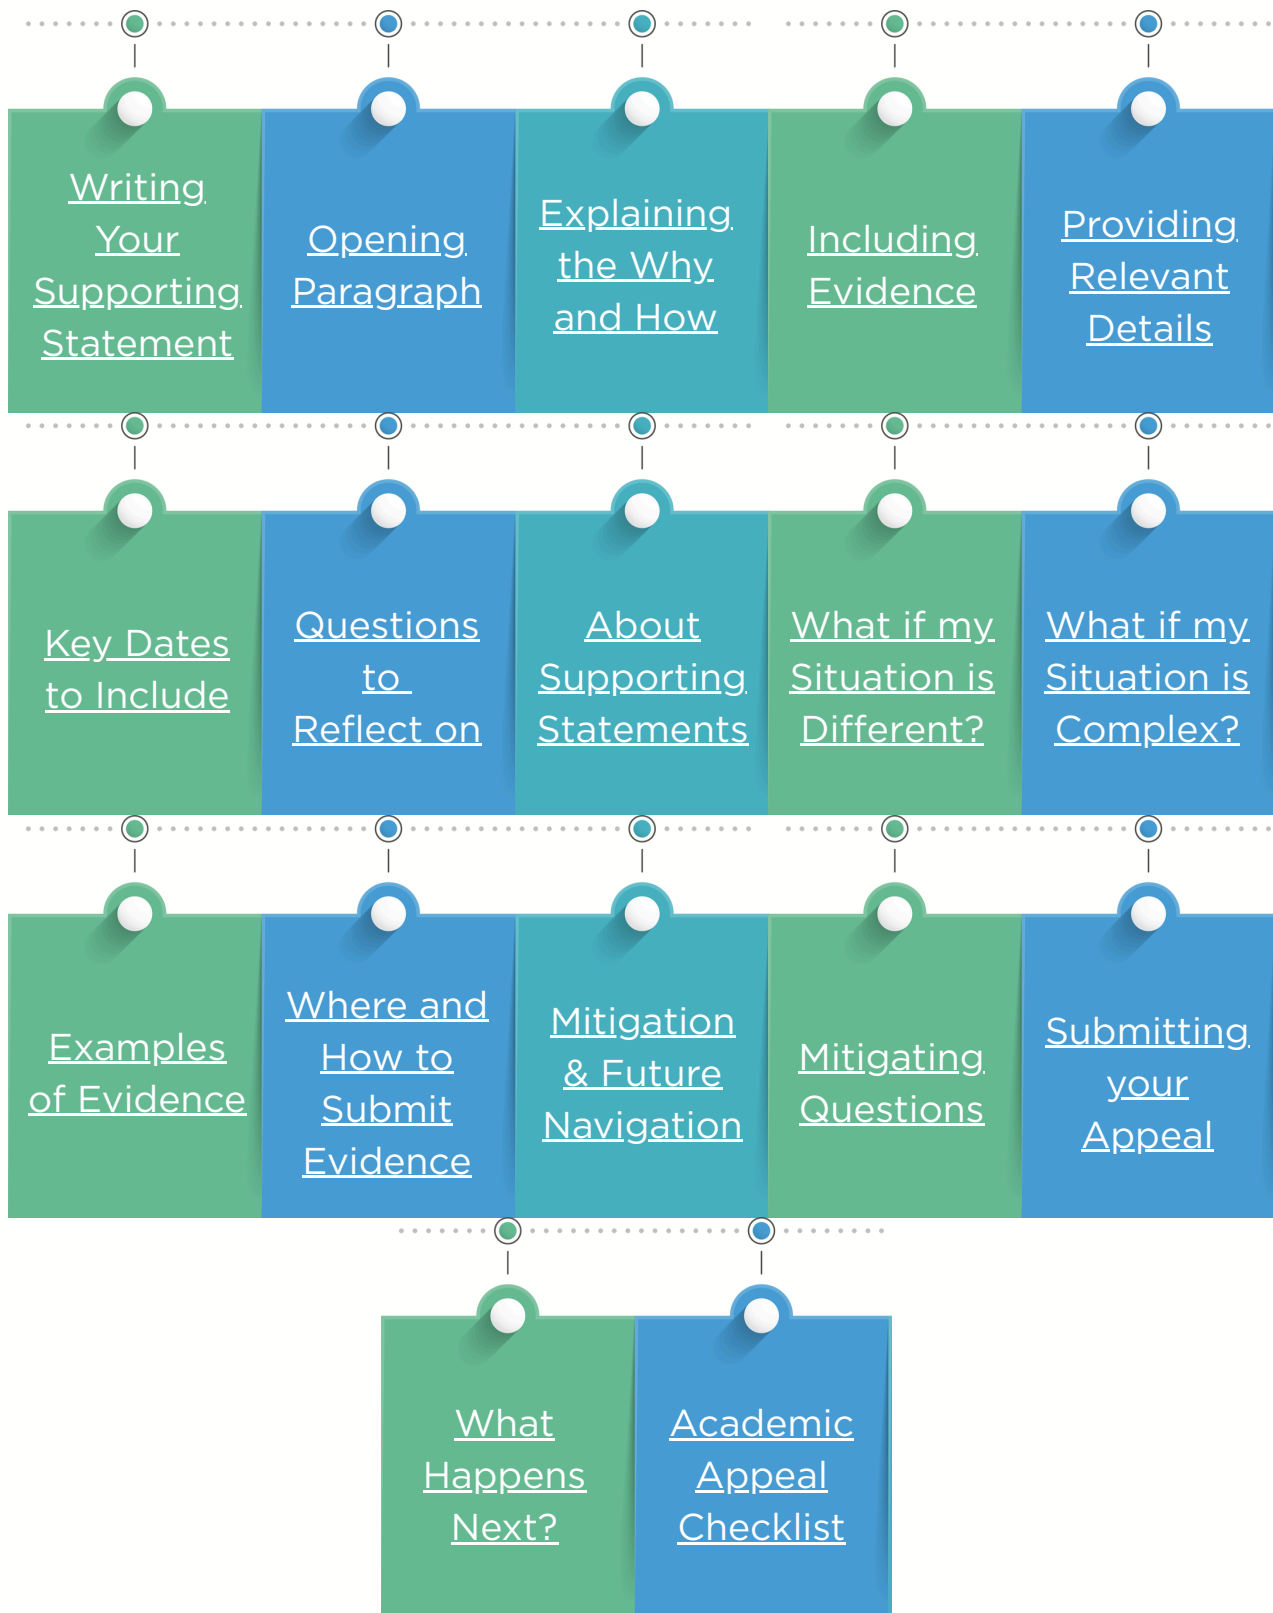 Writing
Your
Supporting
Statement
Opening
Paragraph
Explaining
the Why
and How
Including
Evidence
Providing
Relevant
Details
Key Dates
to Include
Questions
to
Reflect on
About
Supporting
Statements
What if my
Situation is
Different?
What if my
Situation is
Complex?
Examples
of Evidence
Where and
How to
Submit
Evidence
Mitigation
& Future
Navigation
Mitigating
Questions
Submitting
your
Appeal
What
Happens
Next?
Academic
Appeal
Checklist